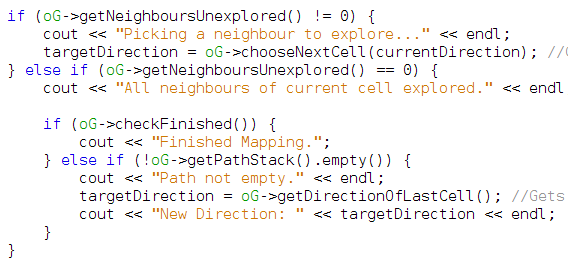 if (oG->getNeighboursUnexplored() != 0) {
    cout << "Picking a neighbour to explore..." << endl;
    targetDirection = oG->chooseNextCell(currentDirection); //
} else if (oG->getNeighboursUnexplored() == 0) {
    cout << "All neighbours of current cell explored." << endl

    if (oG->checkFinished()) {
        cout << "Finished Mapping.";
    } else if (!oG->getPathStack().empty()) {
        cout << "Path not empty." << endl;
        targetDirection = oG->getDirectionOfLastCell(); //Gets
        cout << "New Direction: " << targetDirection << endl;
    }
}